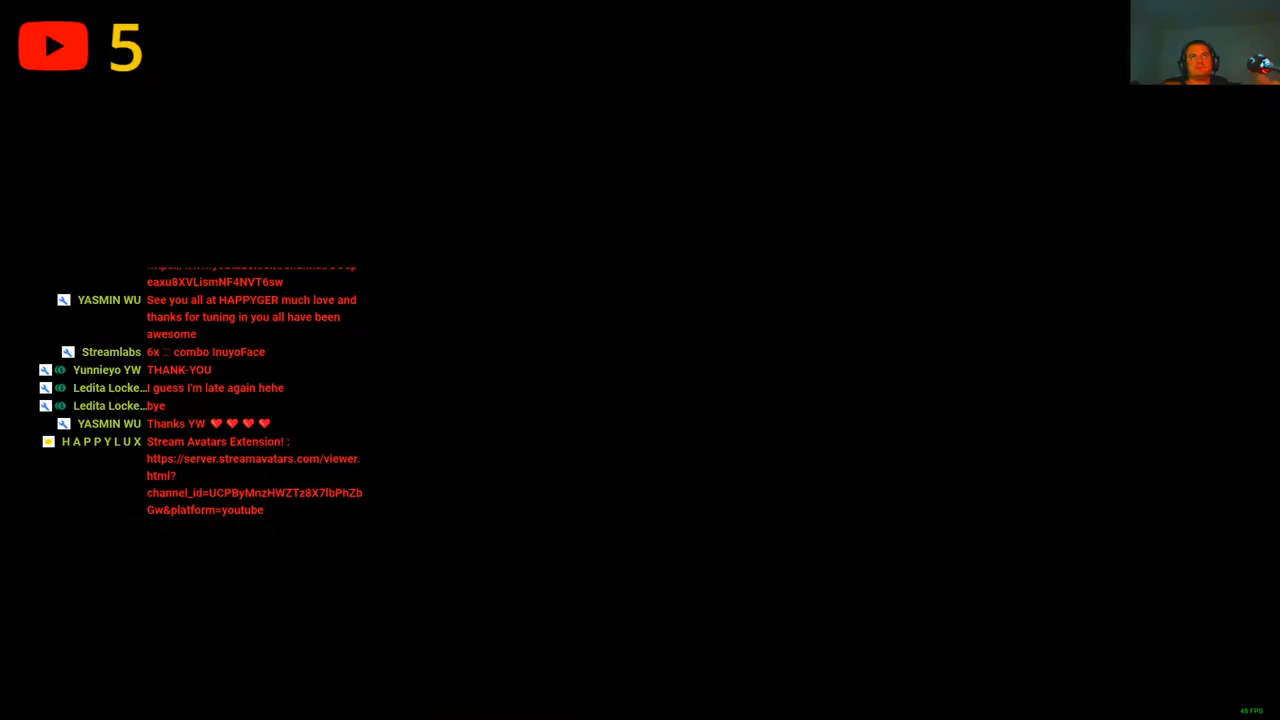 5
eaxu8XVLismNF4NVT6sw
YASMIN WU See you all at HAPPYGER much love and
thanks for tuning in you all have been
awesome
Streamlabs 6x combo InuyoFace
Yunnieyo YW THANK-YOU
Ledita Locke... I guess I'm late again hehe
Ledita Locke... bye
YASMIN WU Thanks YW ❤ ❤ ❤ ❤
H A P P Y L U X Stream Avatars Extension! :
https://server.streamavatars.com/viewer.
html?
channel_id=UCPByMnzHWZTz8X7lbPhZb
Gw&platform=youtube
46 FPS